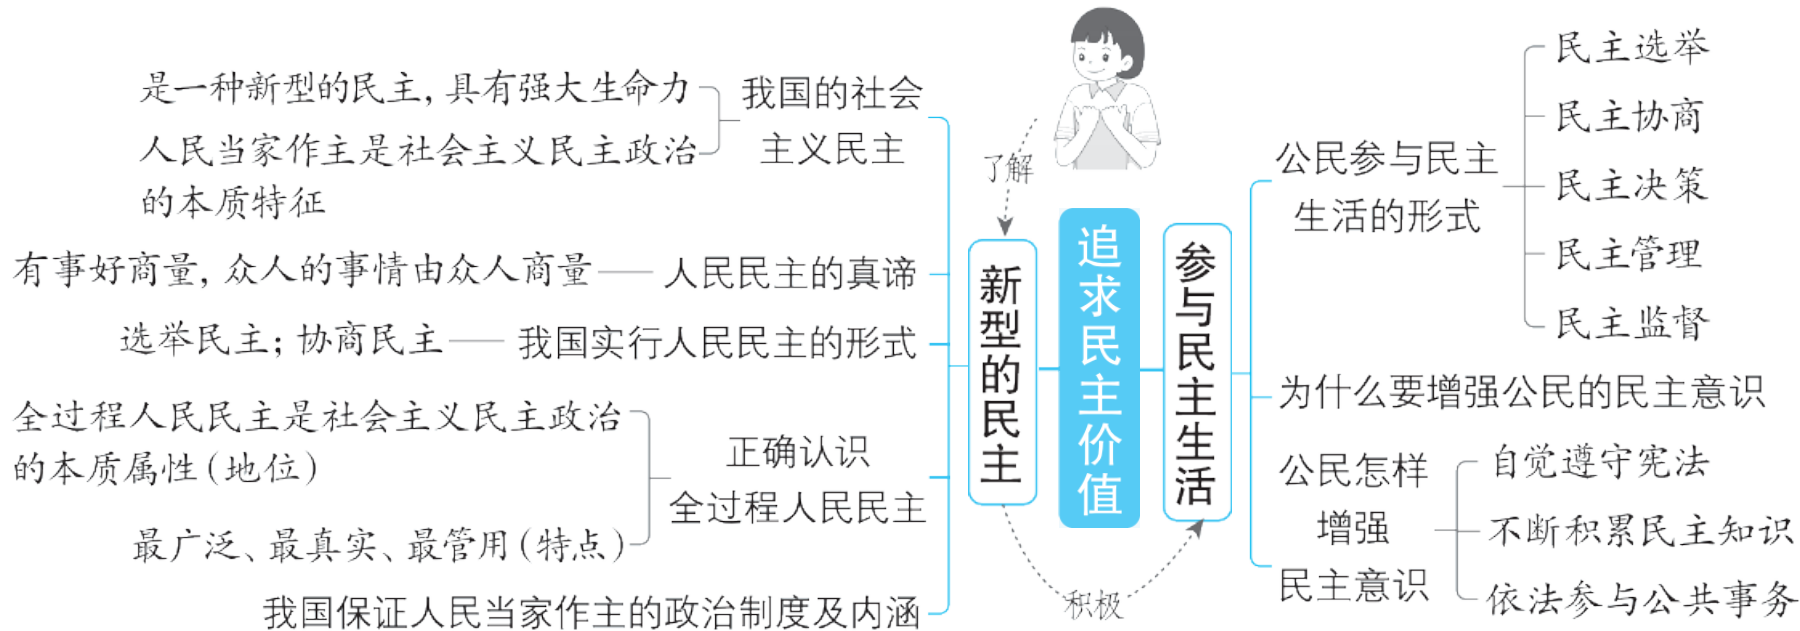 追求民主价值
了解
新型的民主
我国的社会
主义民主
是一种新型的民主，具有强大生命力
人民当家作主是社会主义民主政治
的本质特征
人民民主的真谛
有事好商量，众人的事情由众人商量
我国实行人民民主的形式
选举民主；协商民主
正确认识
全过程人民民主
全过程人民民主是社会主义民主政治
的本质属性（地位）
最广泛、最真实、最管用（特点）
我国保证人民当家作主的政治制度及内涵
积极
参与民主生活
公民参与民主
生活的形式
民主选举
民主协商
民主决策
民主管理
民主监督
为什么要增强公民的民主意识
公民怎样
增强
民主意识
自觉遵守宪法
不断积累民主知识
依法参与公共事务